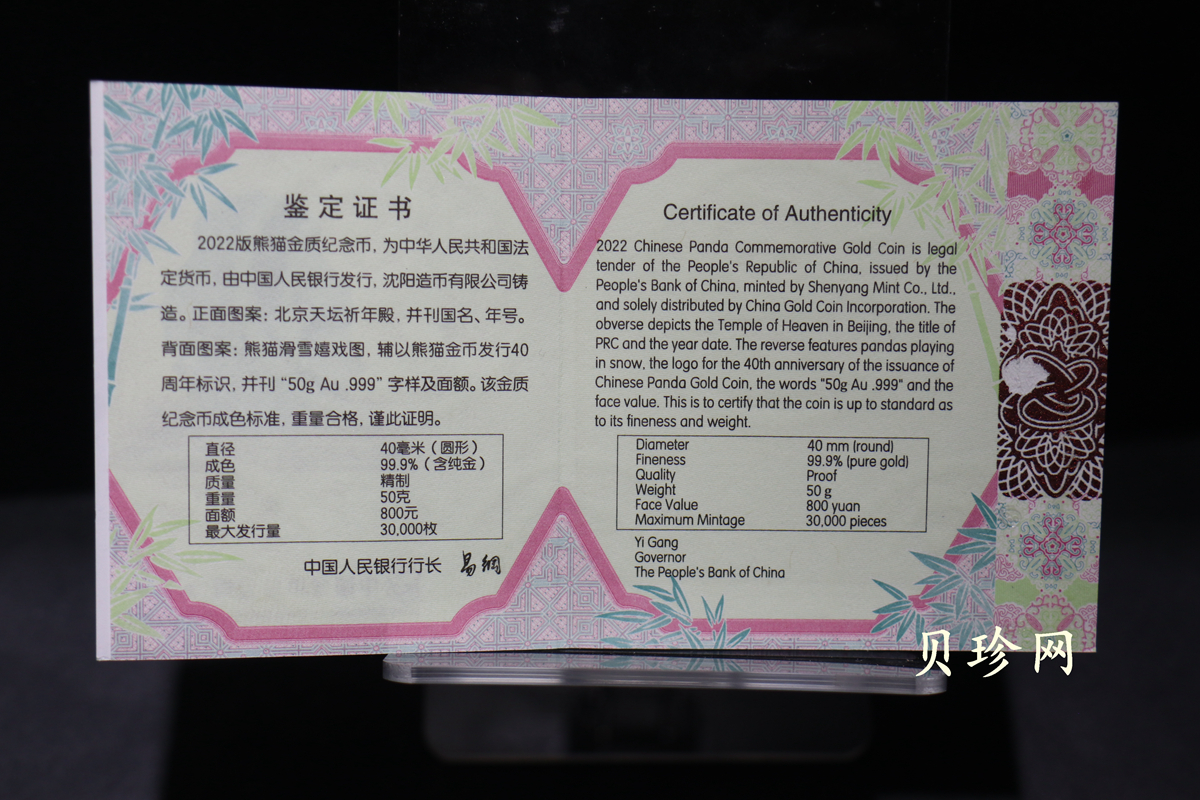 鉴定证书
2022版熊猫金质纪念币，为中华人民共和国法
定货币，由中国人民银行发行，沈阳造币有限公司铸
造。正面图案：北京天坛祈年殿，并刊国名、年号。
背面图案：熊猫滑雪嬉戏图，辅以熊猫金币发行40
周年标识，并刊“50g Au .999”字样及面额。该金质
纪念币成色标准，重量合格，谨此证明。
直径 40毫米（圆形）
成色 99.9%（含纯金）
质量 精制
重量 50克
面额 800元
最大发行量 30,000枚
中国人民银行行长 易纲
Certificate of Authenticity
2022 Chinese Panda Commemorative Gold Coin is legal
tender of the People's Republic of China, issued by the
People's Bank of China, minted by Shenyang Mint Co., Ltd.,
and solely distributed by China Gold Coin Incorporation. The
obverse depicts the Temple of Heaven in Beijing, the title of
PRC and the year date. The reverse features pandas playing
in snow, the logo for the 40th anniversary of the issuance of
Chinese Panda Gold Coin, the words "50g Au .999" and the
face value. This is to certify that the coin is up to standard as
to its fineness and weight.
Diameter 40 mm (round)
Fineness 99.9% (pure gold)
Quality Proof
Weight 50 g
Face Value 800 yuan
Maximum Mintage 30,000 pieces
Yi Gang
Governor
The People's Bank of China
贝珍网